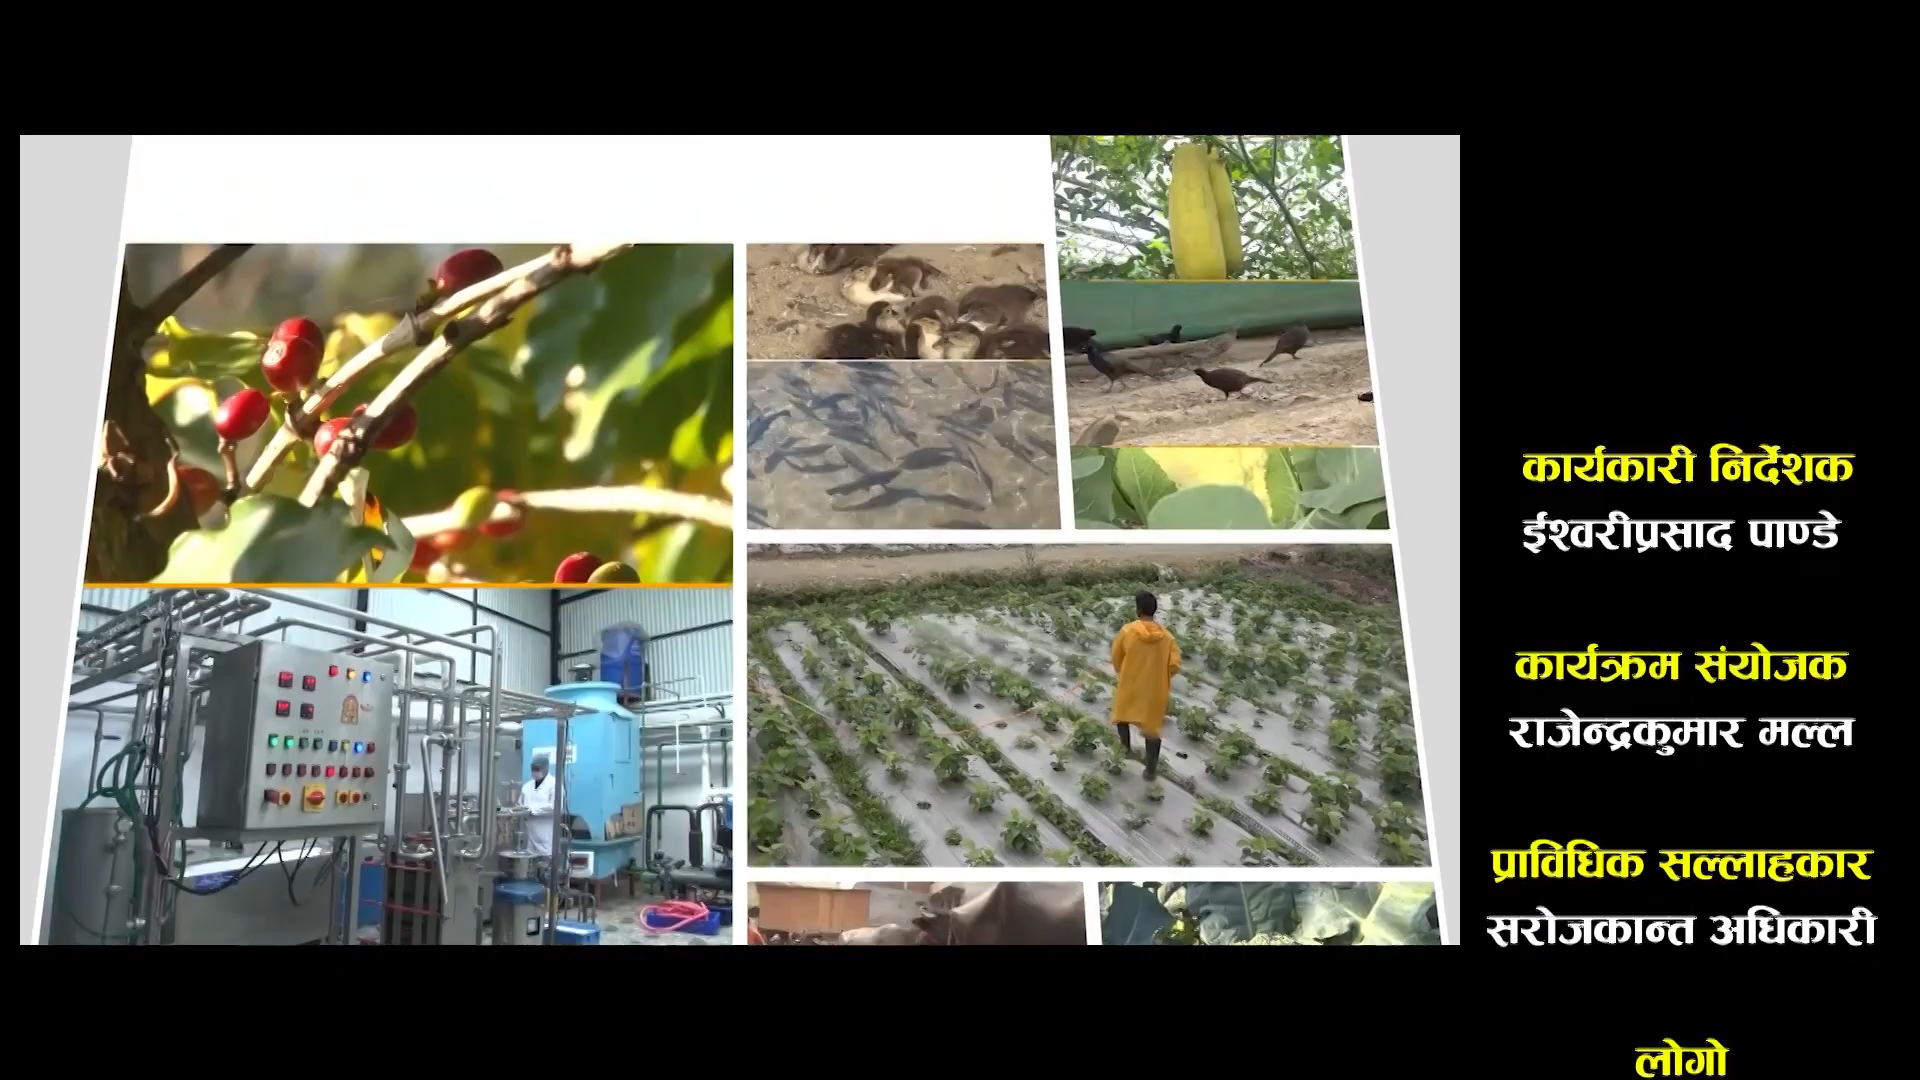 कार्यकारी निर्देशक
ईश्वरीप्रसाद पाण्डे
कार्यक्रम संयोजक
राजेन्द्रकुमार मल्ल
प्राविधिक सल्लाहकार
सरोजकान्त अधिकारी
लोगो